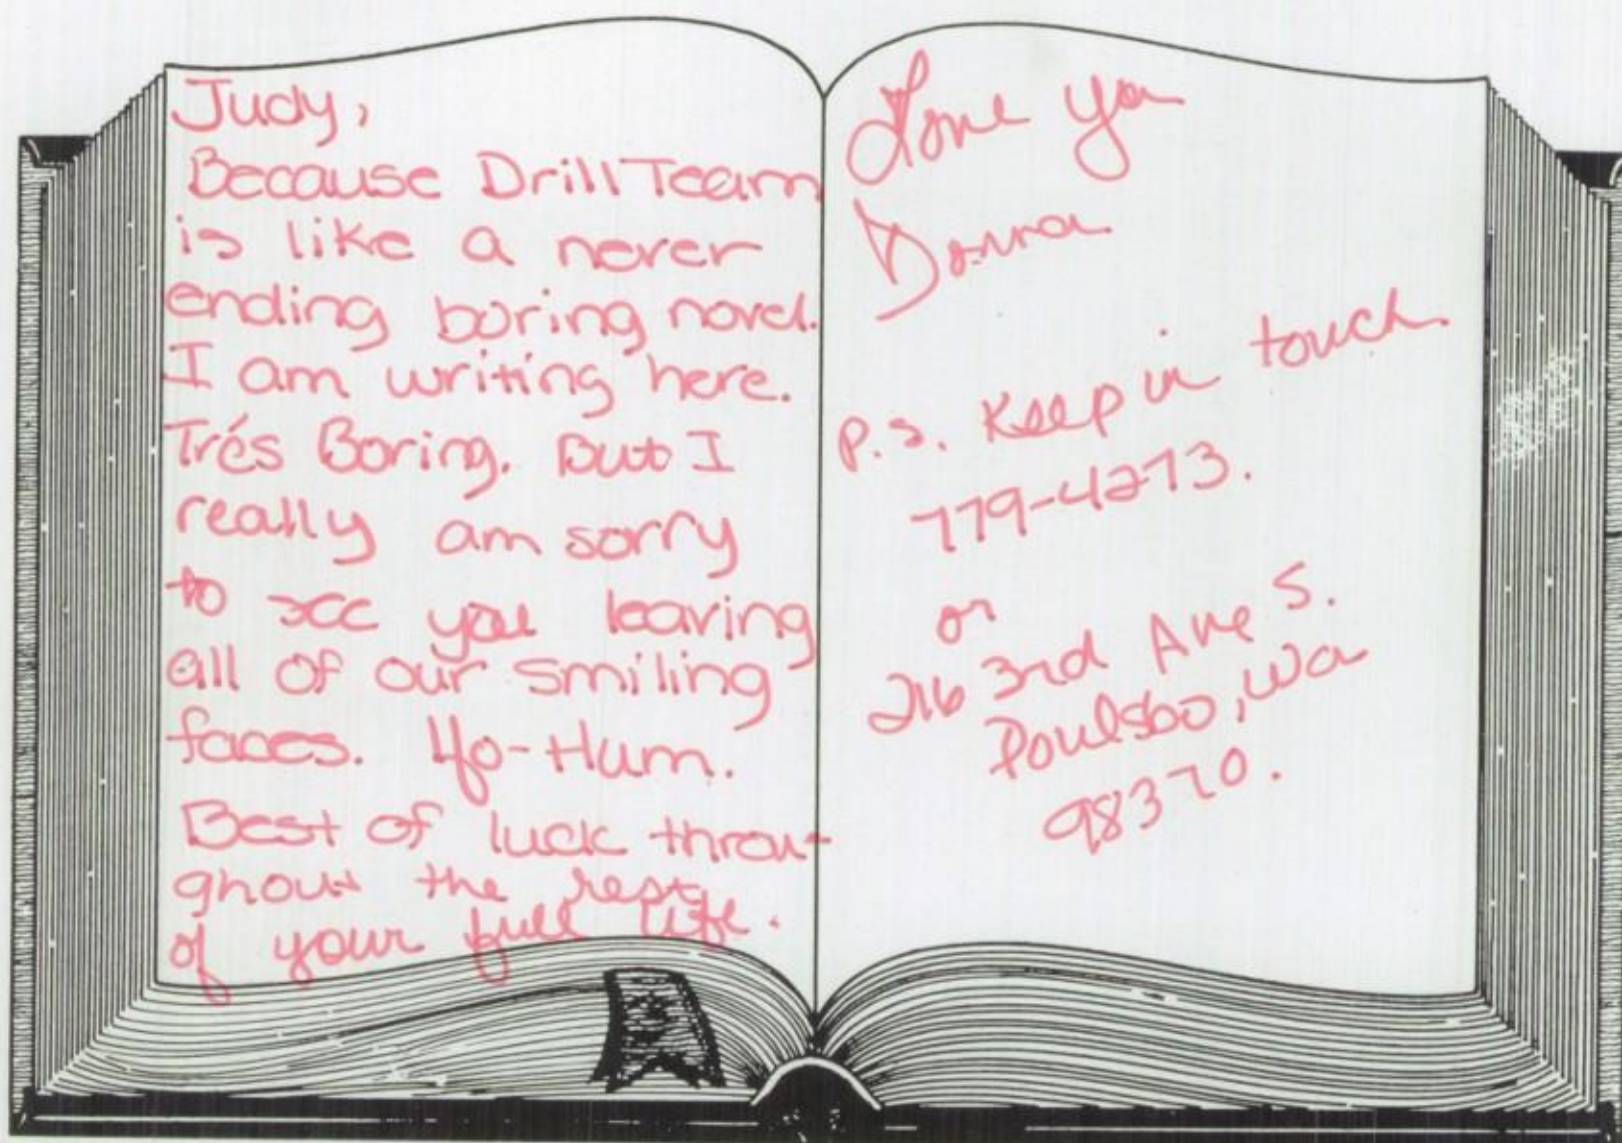 Judy,
Because Drill Team
is like a never
ending boring novel.
I am writing here.
Trés Boring. But I
really am sorry
to see you leaving
all of our smiling
faces. Ho-Hum.
Best of luck throu-
ghout the rest
of your full life.
Love you
Donna
P.S. Keep in touch
779-4273.
or
216 3rd Ave S.
Poulsbo, Wa
98370.